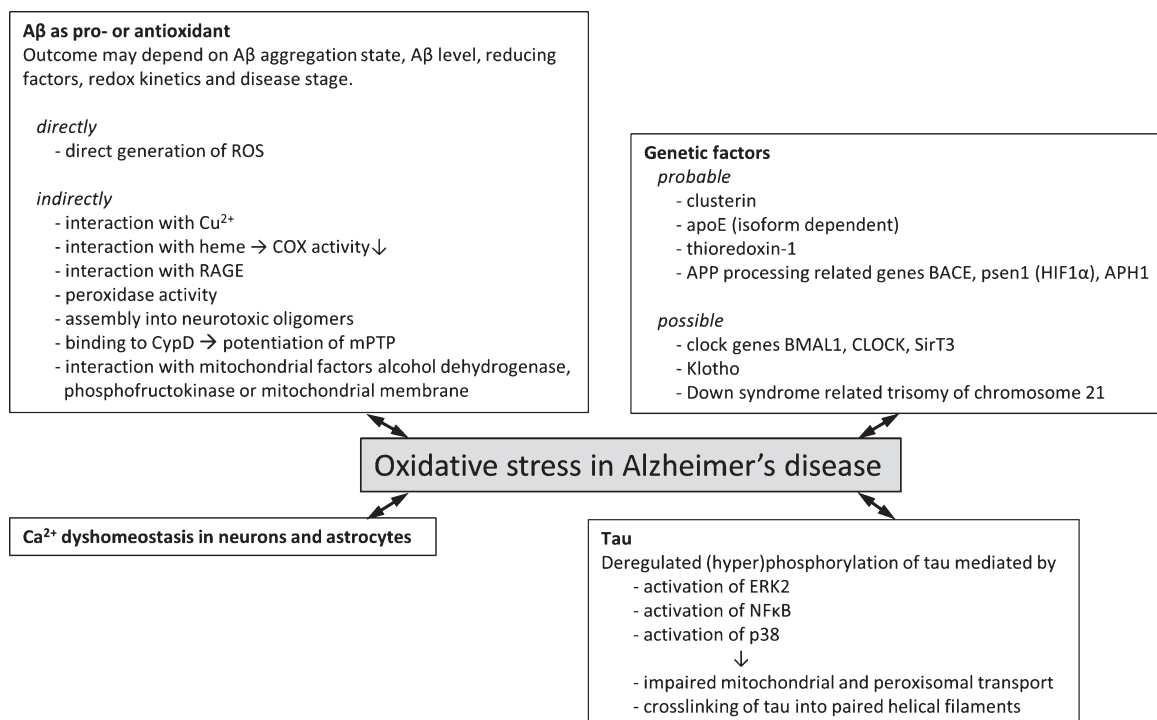 Aβ as pro- or antioxidant
Outcome may depend on Aβ aggregation state, Aβ level, reducing
factors, redox kinetics and disease stage.
directly
- direct generation of ROS
indirectly
- interaction with Cu²⁺
- interaction with heme → COX activity↓
- interaction with RAGE
- peroxidase activity
- assembly into neurotoxic oligomers
- binding to CypD → potentiation of mPTP
- interaction with mitochondrial factors alcohol dehydrogenase,
phosphofructokinase or mitochondrial membrane
Genetic factors
probable
- clusterin
- apoE (isoform dependent)
- thioredoxin-1
- APP processing related genes BACE, psen1 (HIF1α), APH1
possible
- clock genes BMAL1, CLOCK, SirT3
- Klotho
- Down syndrome related trisomy of chromosome 21
Oxidative stress in Alzheimer's disease
Ca²⁺ dyshomeostasis in neurons and astrocytes
Tau
Deregulated (hyper)phosphorylation of tau mediated by
- activation of ERK2
- activation of NFκB
- activation of p38
↓
- impaired mitochondrial and peroxisomal transport
- crosslinking of tau into paired helical filaments